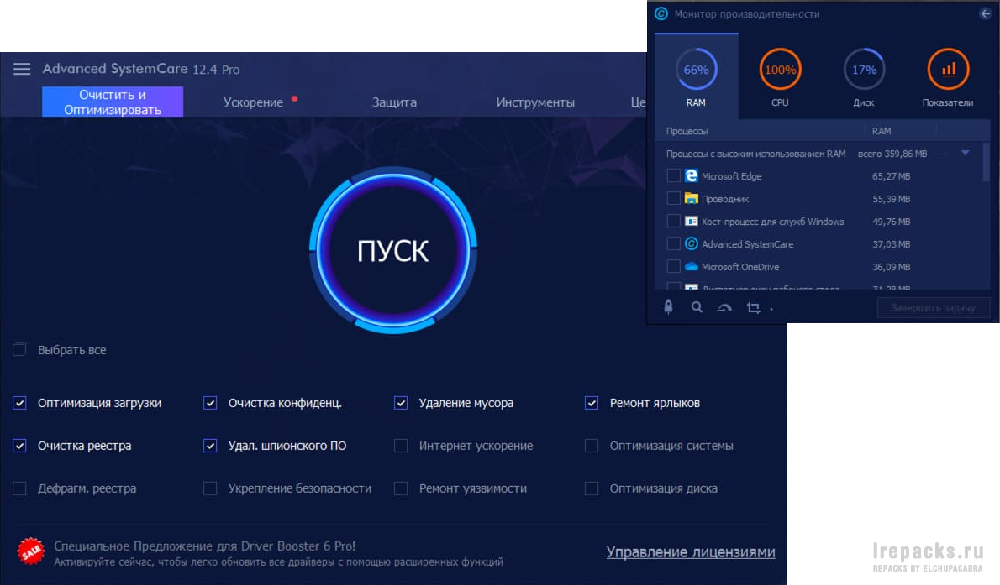 Монитор производительности
66%
100%
17%
RAM
CPU
Диск
Показатели
Процессы RAM
Процессы с высоким использованием RAM всего 359,86 MB
Microsoft Edge 65,27 MB
Проводник 55,39 MB
Хост-процесс для служб Windows 49,76 MB
Advanced SystemCare 37,03 MB
Microsoft OneDrive 36,09 MB
Завершить задачу
Advanced SystemCare 12.4 Pro
Очистить и
Оптимизировать
Ускорение
Защита
Инструменты
ПУСК
Выбрать все
Оптимизация загрузки
Очистка конфиденц.
Удаление мусора
Ремонт ярлыков
Очистка реестра
Удал. шпионского ПО
Интернет ускорение
Оптимизация системы
Дефрагм. реестра
Укрепление безопасности
Ремонт уязвимости
Оптимизация диска
SALE
Специальное Предложение для Driver Booster 6 Pro!
Активируйте сейчас, чтобы легко обновить все драйверы с помощью расширенных функций
Управление лицензиями
lrepacks.ru
REPACKS BY ELCHUPACABRA